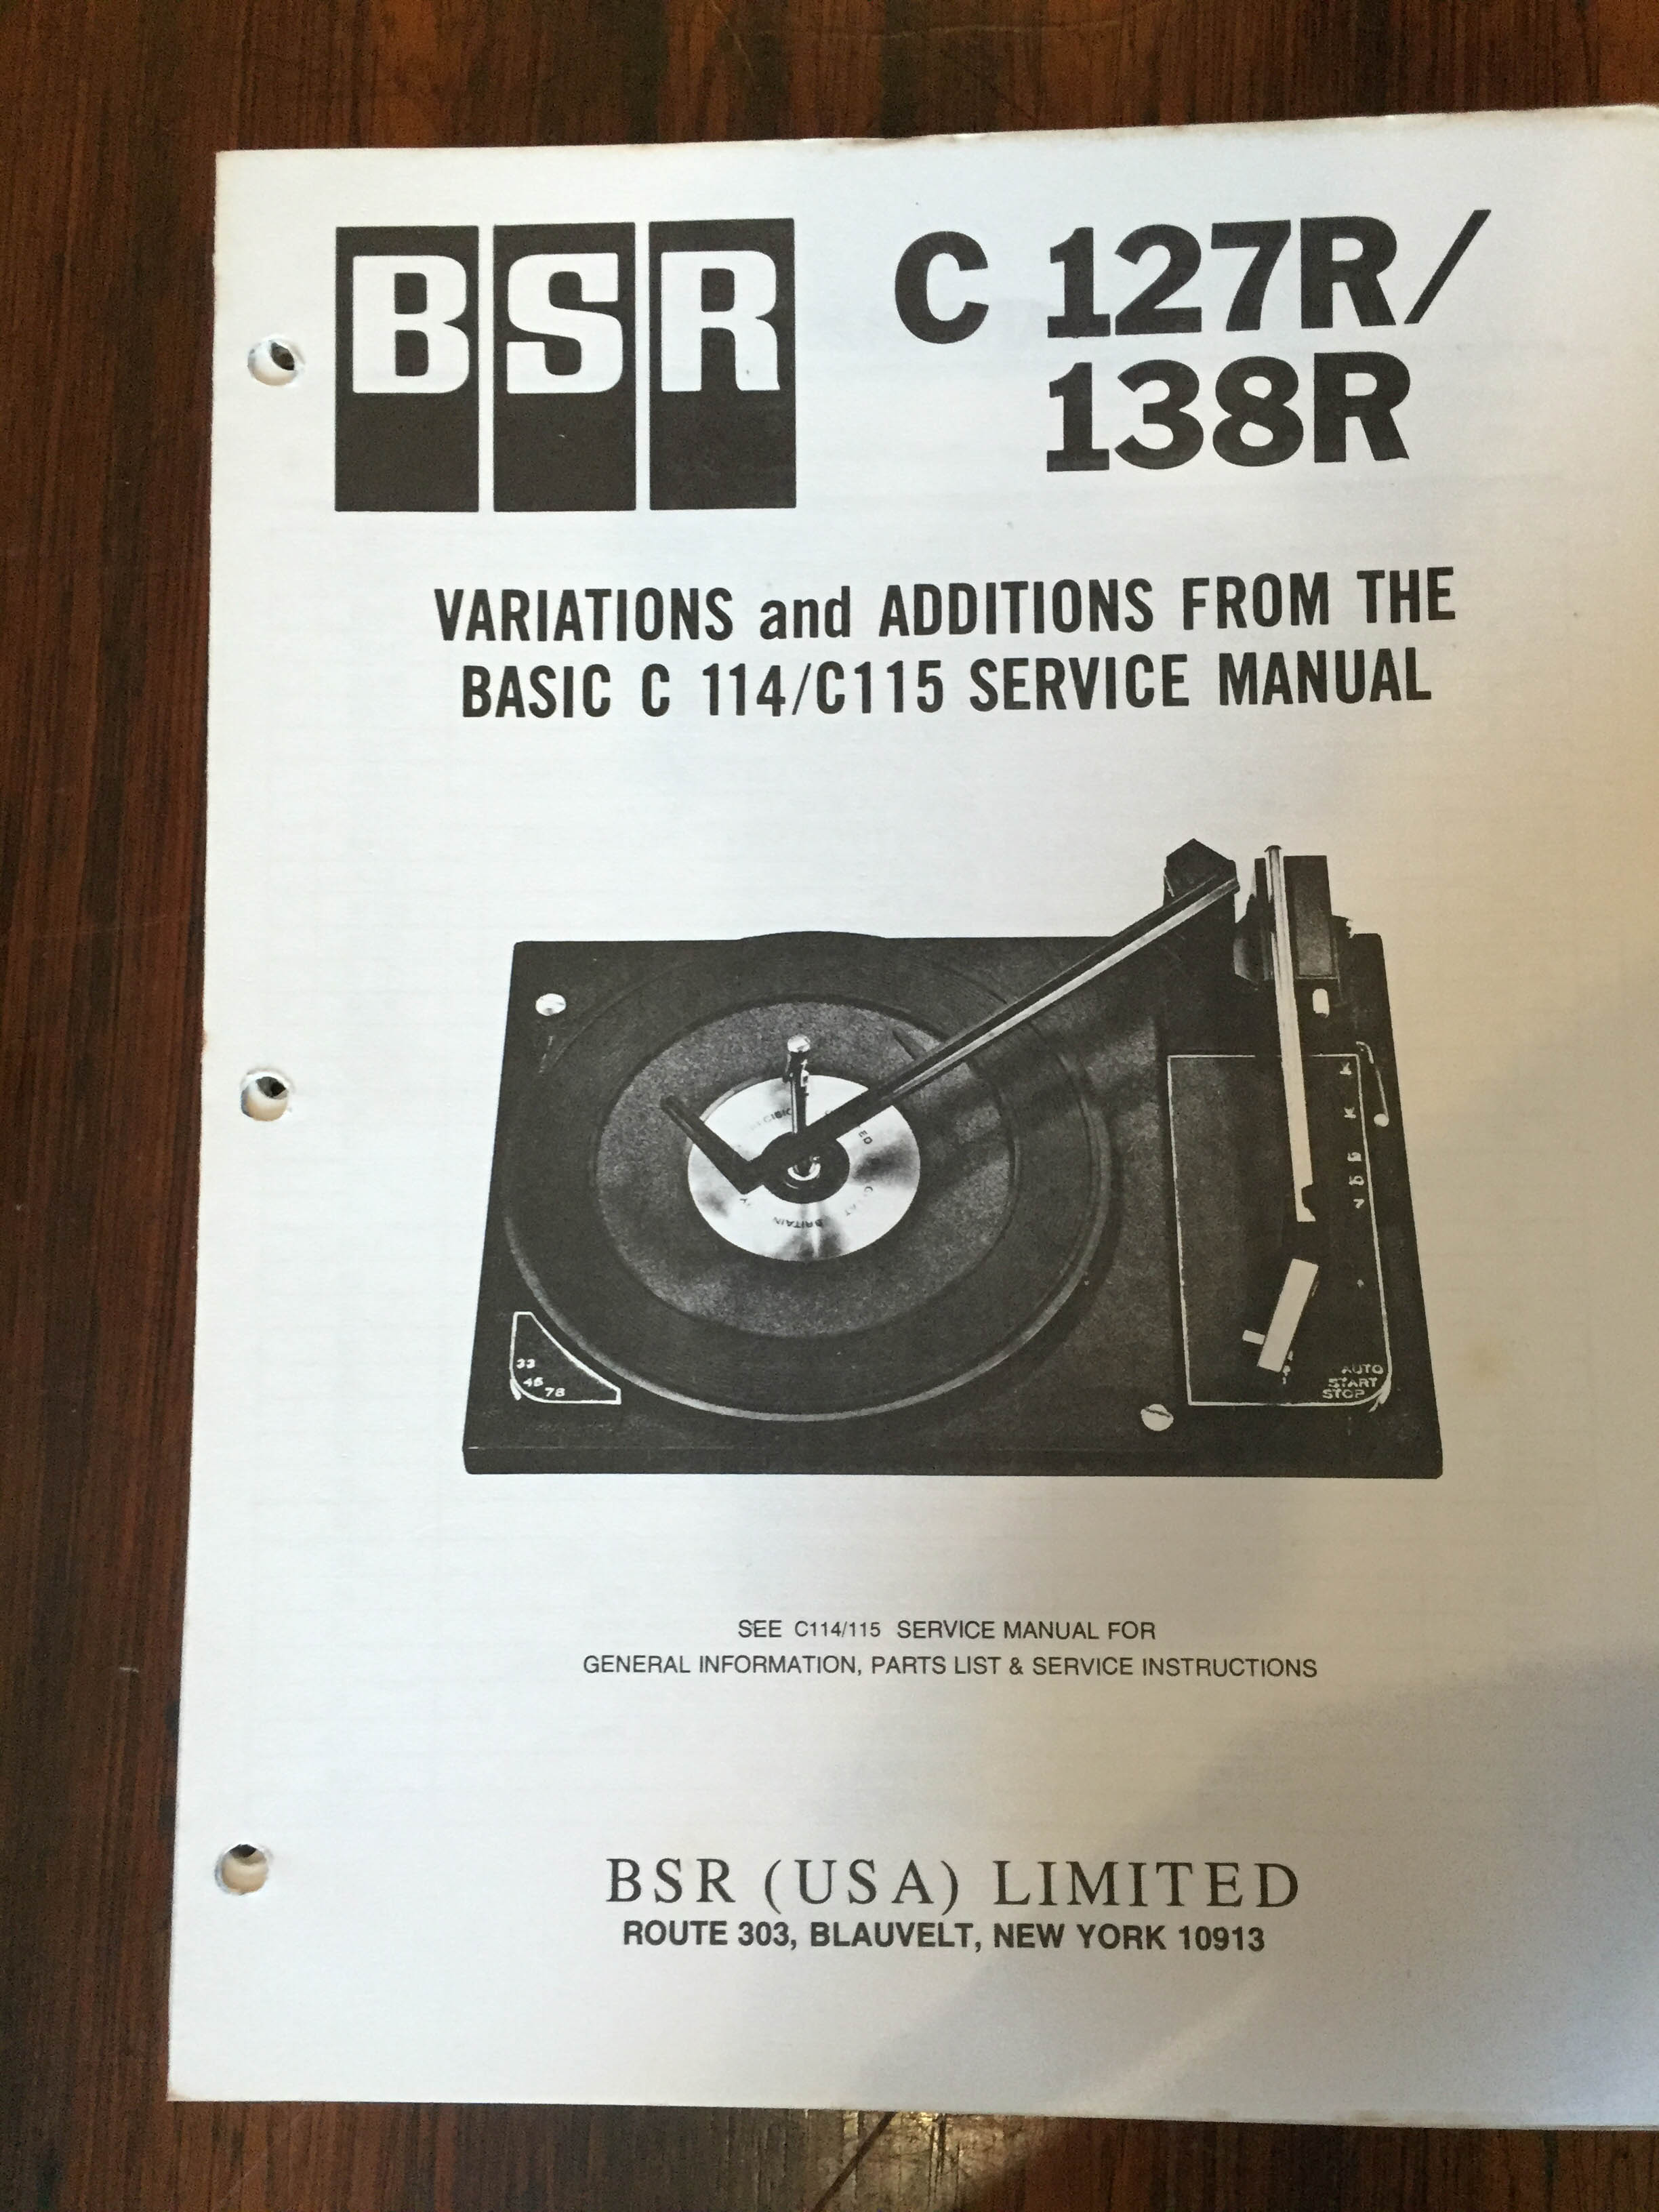 BSR
C 127R/
138R
VARIATIONS and ADDITIONS FROM THE
BASIC C 114/C115 SERVICE MANUAL
BRITAIN
33
45
78
AUTO
START
STOP
SEE C114/115 SERVICE MANUAL FOR
GENERAL INFORMATION, PARTS LIST & SERVICE INSTRUCTIONS
BSR (USA) LIMITED
ROUTE 303, BLAUVELT, NEW YORK 10913